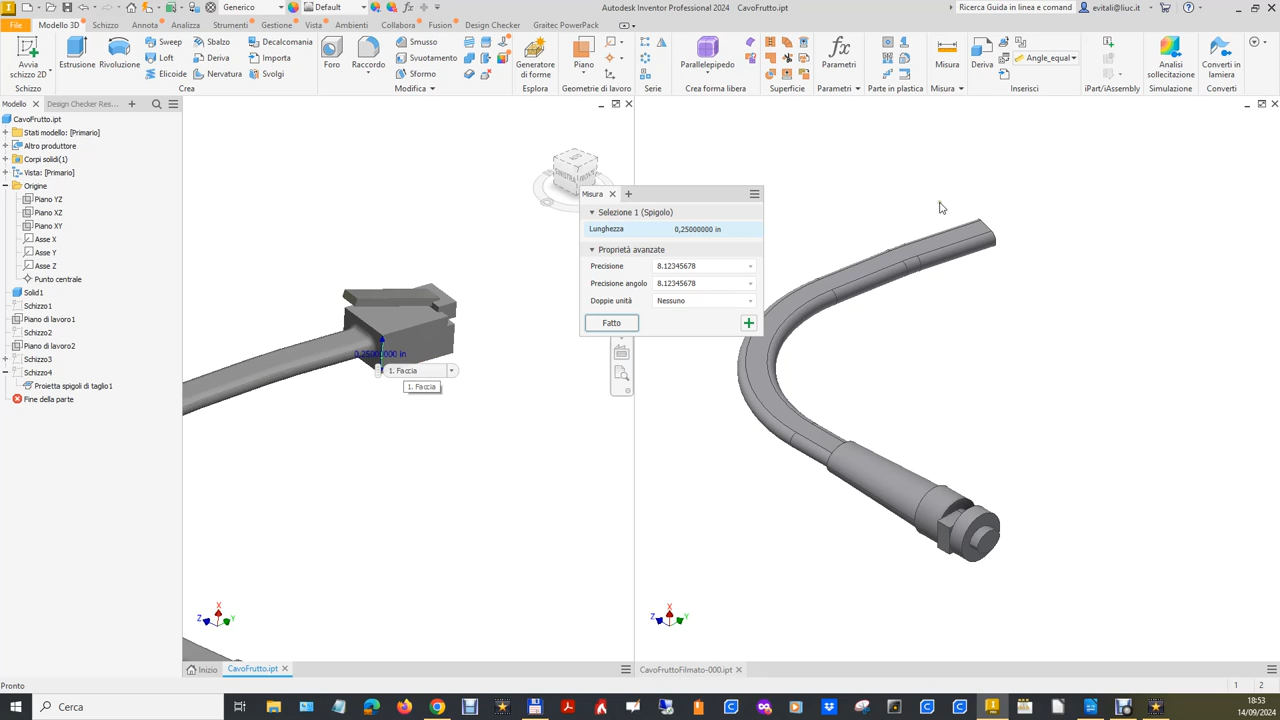 Generico
Default
Autodesk Inventor Professional 2024 CavoFrutto.ipt
Ricerca Guida in linea e comandi
evitali@liuc.it
File
Modello 3D
Schizzo
Annota
Analizza
Strumenti
Gestione
Vista
Ambienti
Collabora
Fusion
Design Checker
Graitec PowerPack
Avvia
schizzo 2D
Estrusione
Rivoluzione
Sweep
Loft
Elicoide
Sbalzo
Deriva
Nervatura
Decalcomania
Importa
Svolgi
Foro
Raccordo
Smusso
Svuotamento
Sformo
Generatore
di forme
Piano
Parallelepipedo
fx
Parametri
Misura
Deriva
Angle_equal
Analisi
sollecitazione
Converti in
lamiera
Schizzo
Crea
Modifica
Esplora
Geometrie di lavoro
Serie
Crea forma libera
Superficie
Parametri
Parte in plastica
Misura
Inserisci
iPart/iAssembly
Simulazione
Converti
Modello
Design Checker Res...
CavoFrutto.ipt
Stati modello: [Primario]
Altro produttore
Corpi solidi(1)
Vista: [Primario]
Origine
Piano YZ
Piano XZ
Piano XY
Asse X
Asse Y
Asse Z
Punto centrale
Solid1
Schizzo1
Piano di lavoro1
Schizzo2
Piano di lavoro2
Schizzo3
Schizzo4
Proietta spigoli di taglio1
Fine della parte
Misura
Selezione 1 (Spigolo)
Lunghezza 0,25000000 in
Proprietà avanzate
Precisione 8.12345678
Precisione angolo 8.12345678
Doppie unità Nessuno
Fatto
0,25000000 in
1. Faccia
1. Faccia
X
Z
Y
X
Z
Y
Inizio
CavoFrutto.ipt
CavoFruttoFilmato-000.ipt
Pronto
1
2
Cerca
18:53
14/09/2024